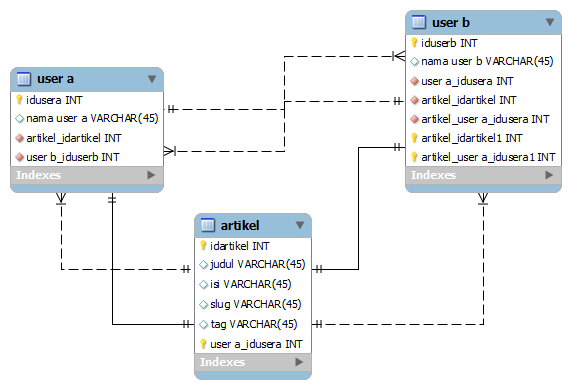 user a
idusera INT
nama user a VARCHAR(45)
artikel_idartikel INT
user b_iduserb INT
Indexes
user b
iduserb INT
nama user b VARCHAR(45)
user a_idusera INT
artikel_idartikel INT
artikel_user a_idusera INT
artikel_idartikel1 INT
artikel_user a_idusera1 INT
Indexes
artikel
idartikel INT
judul VARCHAR(45)
isi VARCHAR(45)
slug VARCHAR(45)
tag VARCHAR(45)
user a_idusera INT
Indexes